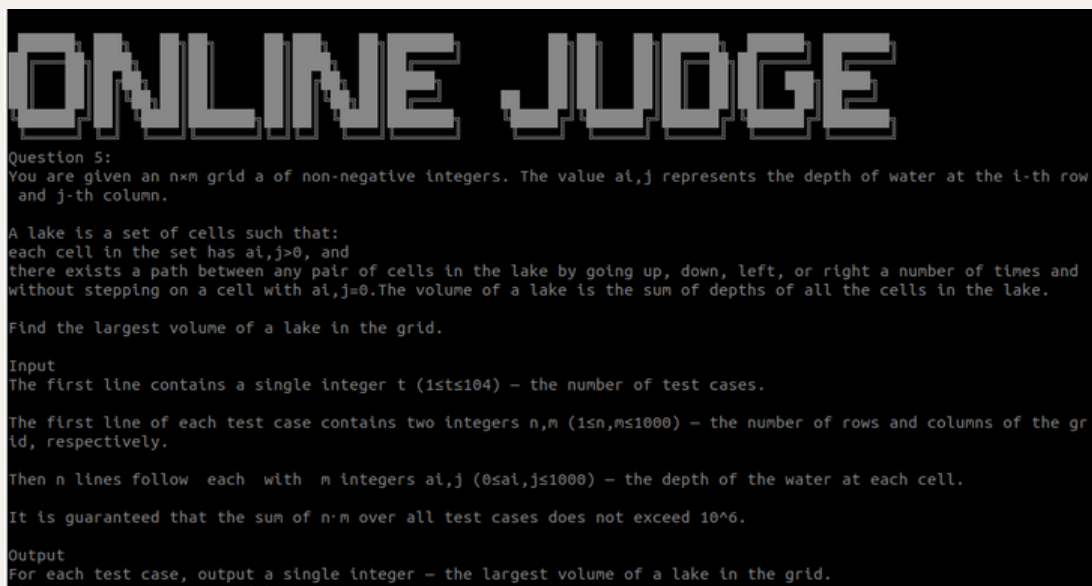 ONLINE JUDGE
Question 5:
You are given an n×m grid a of non-negative integers. The value ai,j represents the depth of water at the i-th row
and j-th column.
A lake is a set of cells such that:
each cell in the set has ai,j>0, and
there exists a path between any pair of cells in the lake by going up, down, left, or right a number of times and
without stepping on a cell with ai,j=0.The volume of a lake is the sum of depths of all the cells in the lake.
Find the largest volume of a lake in the grid.
Input
The first line contains a single integer t (1≤t≤104) — the number of test cases.
The first line of each test case contains two integers n,m (1≤n,m≤1000) — the number of rows and columns of the gr
id, respectively.
Then n lines follow  each  with  m integers ai,j (0≤ai,j≤1000) — the depth of the water at each cell.
It is guaranteed that the sum of n·m over all test cases does not exceed 10^6.
Output
For each test case, output a single integer — the largest volume of a lake in the grid.